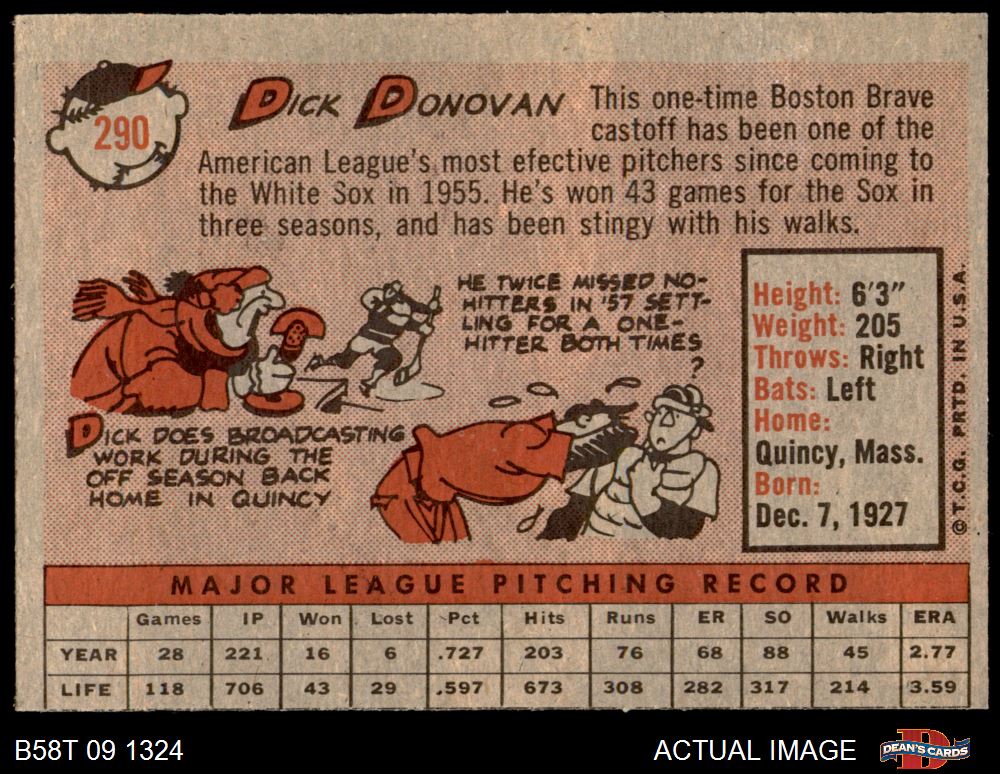 290
DICK DONOVAN
This one-time Boston Brave
castoff has been one of the
American League's most efective pitchers since coming to
the White Sox in 1955. He's won 43 games for the Sox in
three seasons, and has been stingy with his walks.
HE TWICE MISSED NO-
HITTERS IN '57 SETT-
LING FOR A ONE-
HITTER BOTH TIMES
?
DICK DOES BROADCASTING
WORK DURING THE
OFF SEASON BACK
HOME IN QUINCY
Height: 6'3"
Weight: 205
Throws: Right
Bats: Left
Home:
Quincy, Mass.
Born:
Dec. 7, 1927
©T.C.G. PRTD. IN U.S.A.
MAJOR LEAGUE PITCHING RECORD
Games IP Won Lost Pct Hits Runs ER SO Walks ERA
YEAR 28 221 16 6 .727 203 76 68 88 45 2.77
LIFE 118 706 43 29 .597 673 308 282 317 214 3.59
B58T 09 1324
ACTUAL IMAGE
DEAN'S CARDS